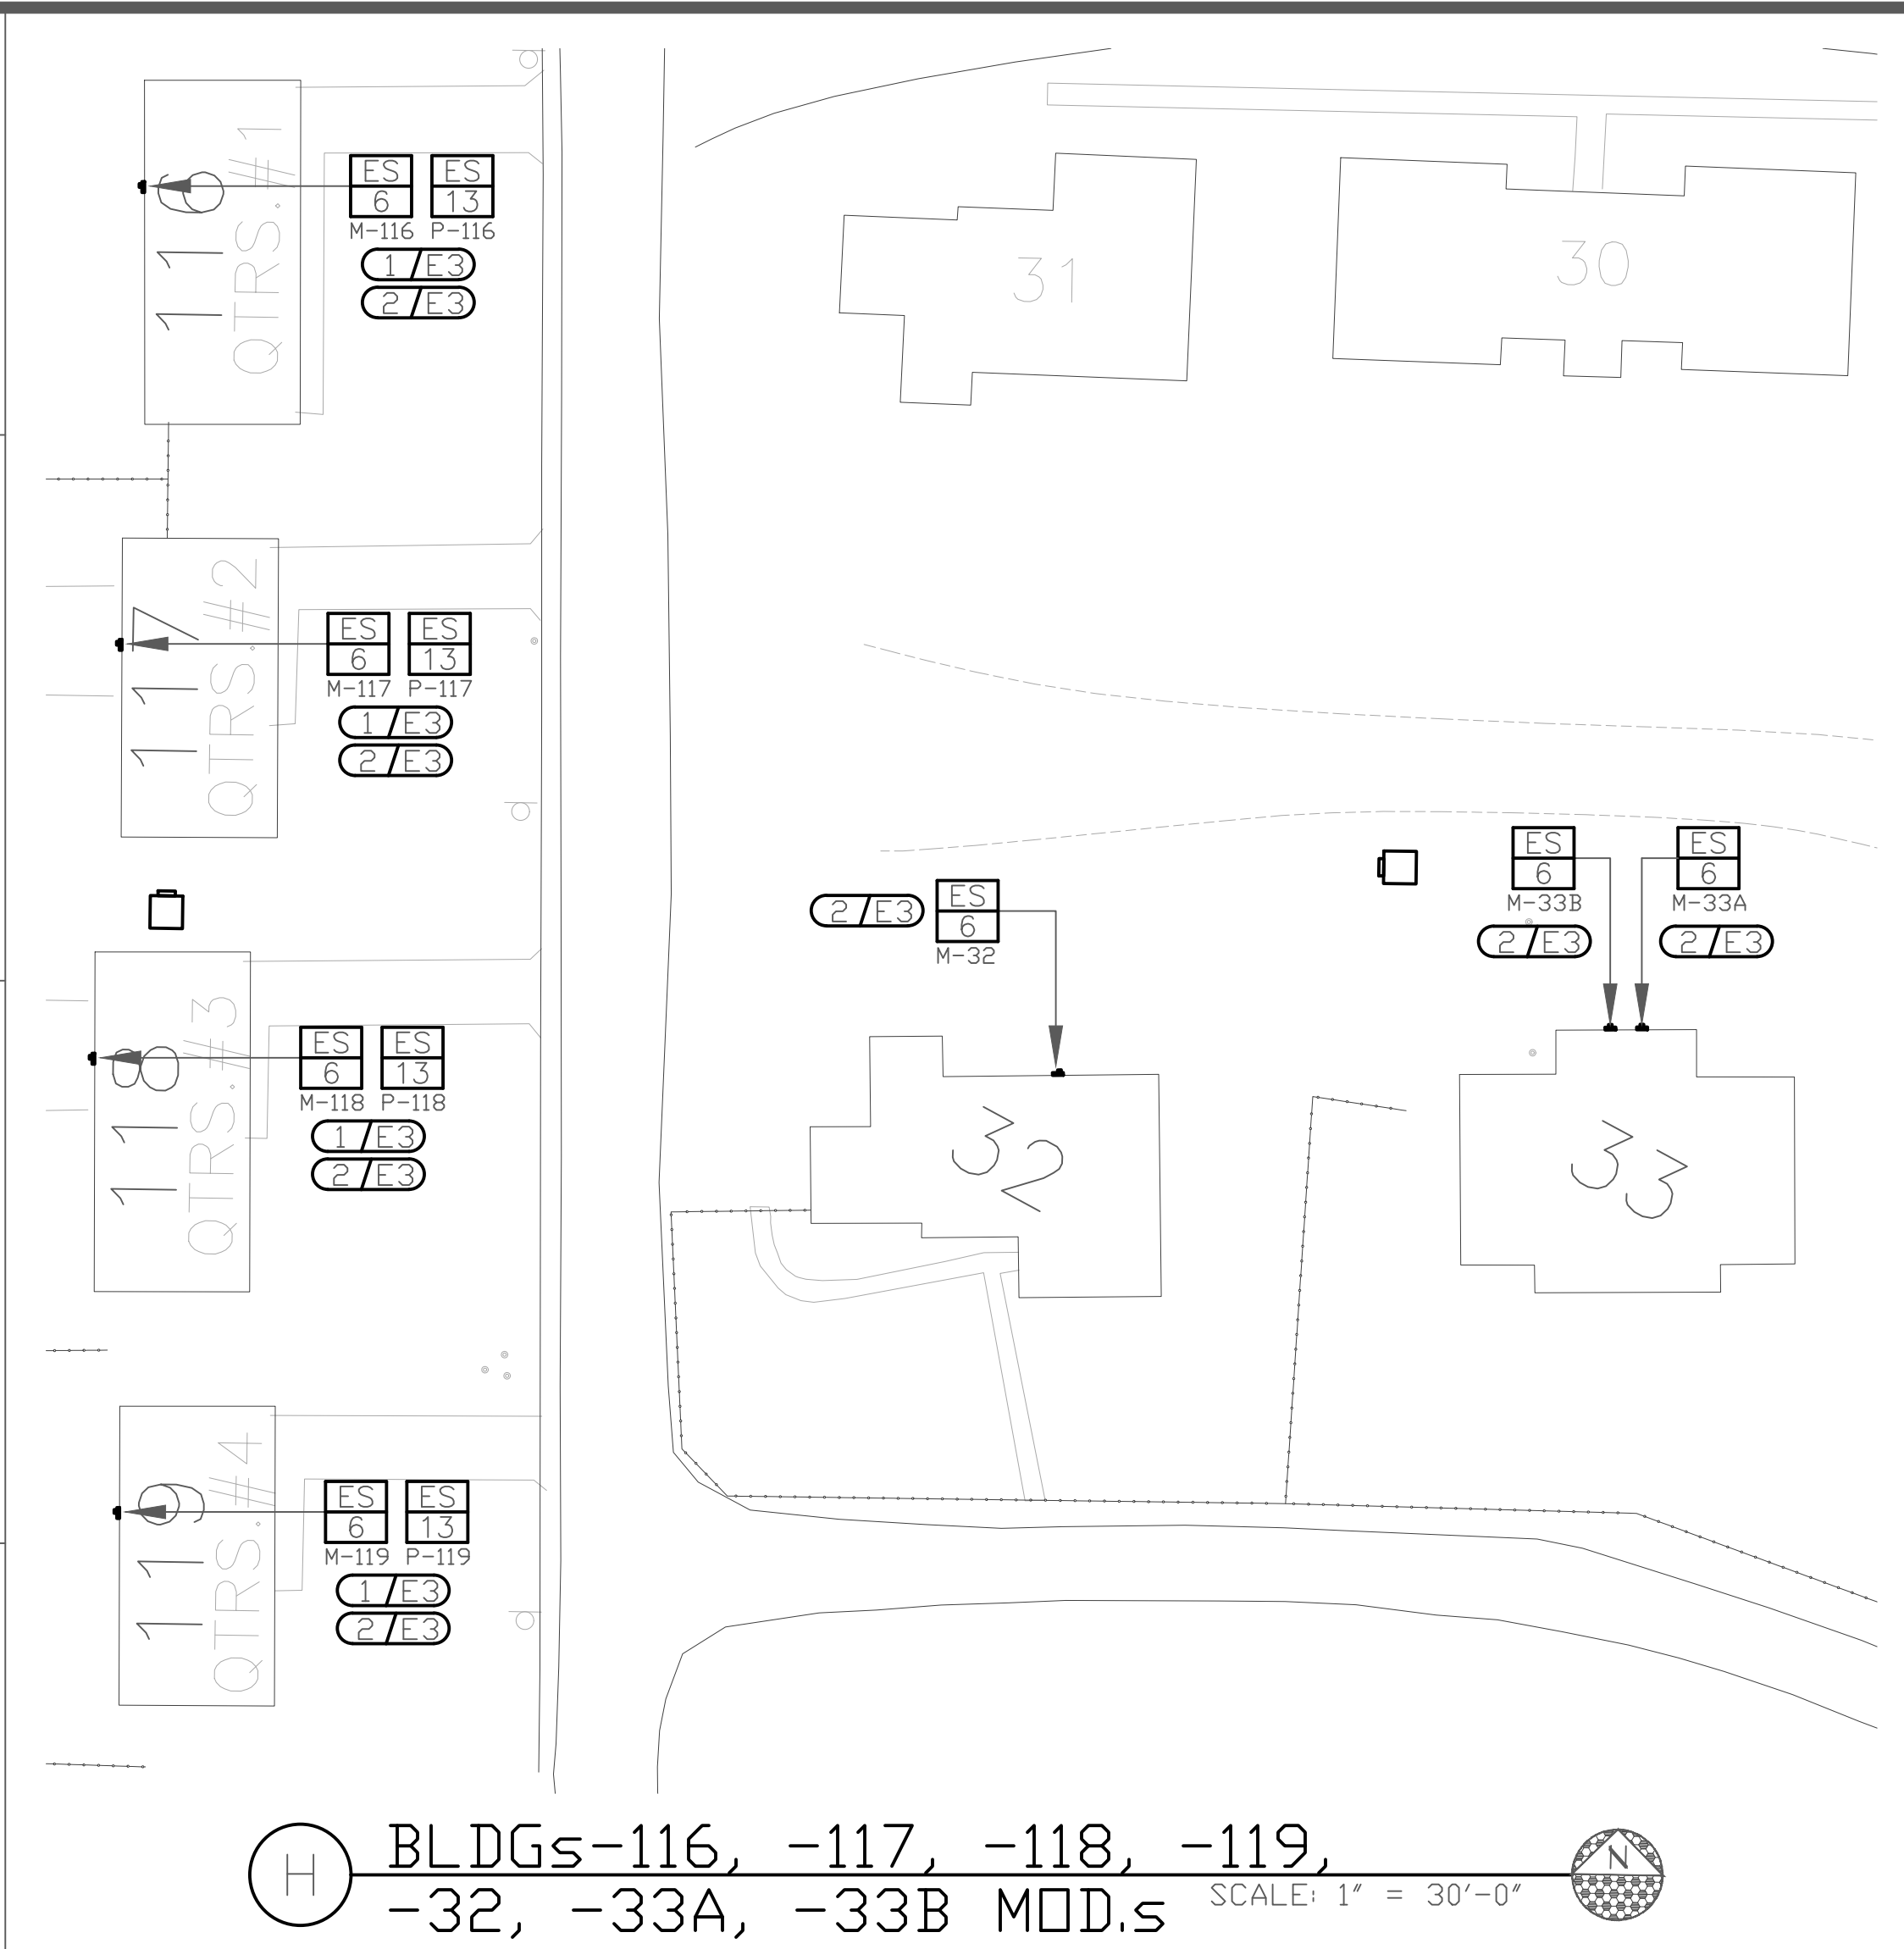 116
QTRS. #1
ES ES
6 13
M-116 P-116
1/E3
2/E3
31
30
117
QTRS. #2
ES ES
6 13
M-117 P-117
1/E3
2/E3
118
QTRS. #3
ES ES
6 13
M-118 P-118
1/E3
2/E3
2/E3
ES
6
M-32
32
ES
6
M-33B
2/E3
ES
6
M-33A
2/E3
33
119
QTRS. #4
ES ES
6 13
M-119 P-119
1/E3
2/E3
H
BLDGs-116, -117, -118, -119,
-32, -33A, -33B MOD.s
SCALE: 1" = 30'-0"
N